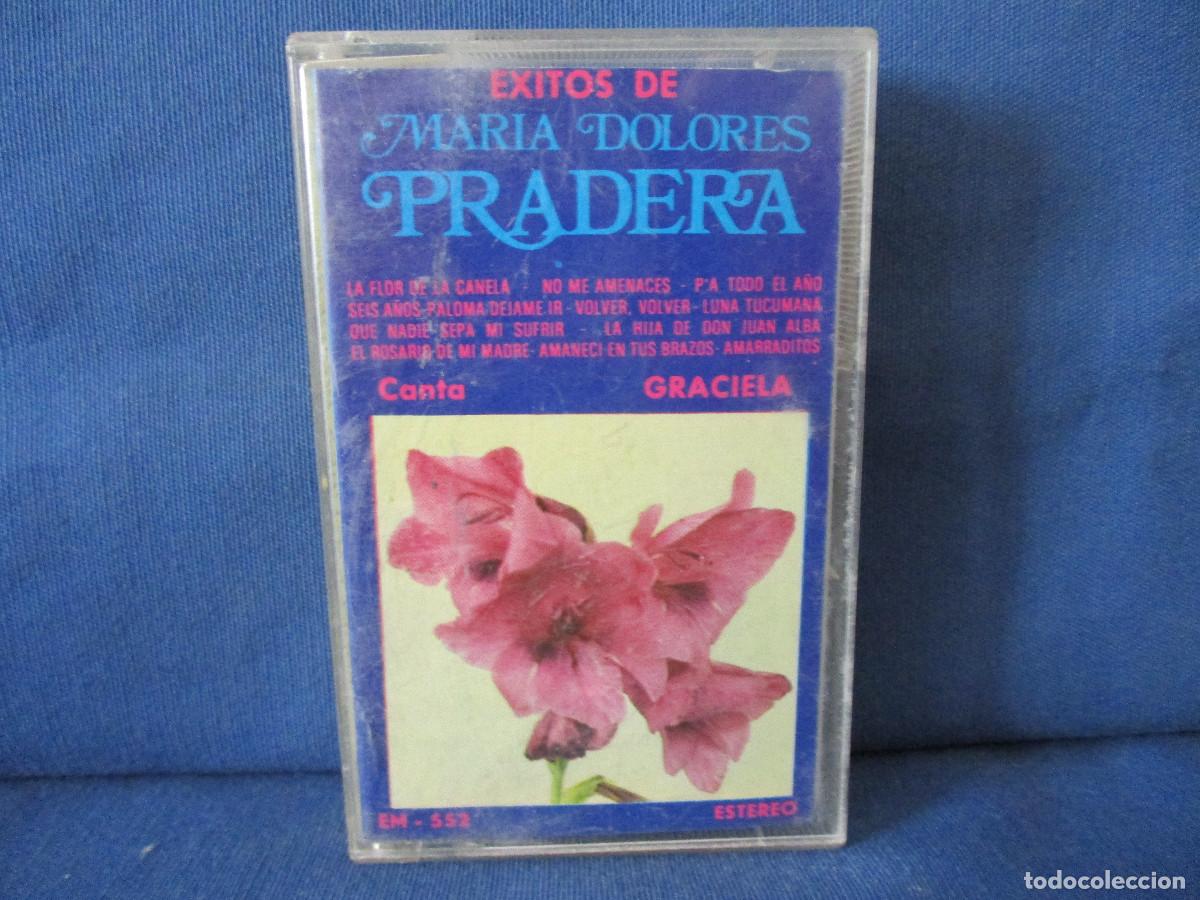 EXITOS DE
MARIA DOLORES
PRADERA
LA FLOR DE LA CANELA - NO ME AMENACES - P'A TODO EL AÑO
SEIS AÑOS-PALOMA DEJAME IR - VOLVER, VOLVER - LUNA TUCUMANA
QUE NADIE SEPA MI SUFRIR - LA HIJA DE DON JUAN ALBA
EL ROSARIO DE MI MADRE - AMANECI EN TUS BRAZOS - AMARRADITOS
Canta GRACIELA
EM - 552 ESTEREO
todocoleccion